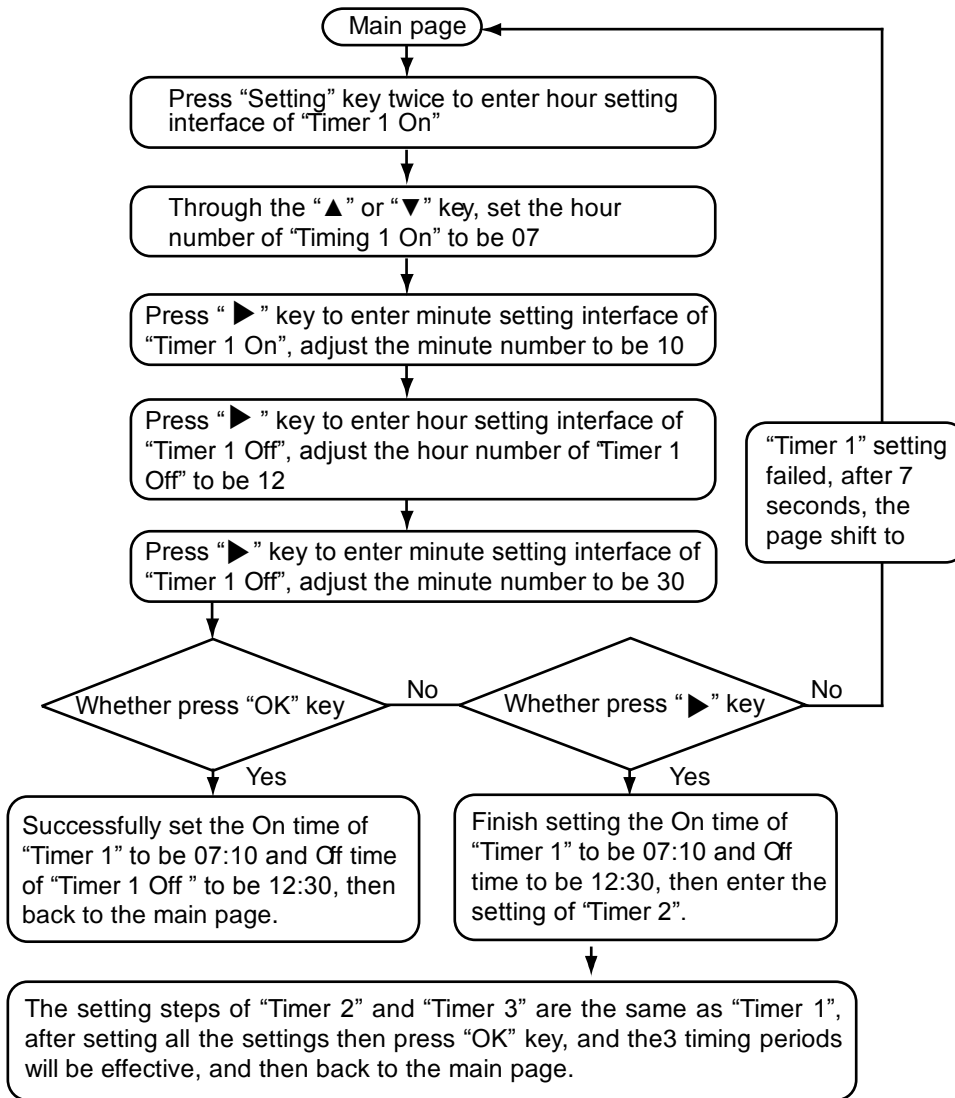 Main page
Press “Setting” key twice to enter hour setting
interface of “Timer 1 On”
Through the “▲” or “▼” key, set the hour
number of “Timing 1 On” to be 07
Press “ ▶ ” key to enter minute setting interface of
“Timer 1 On”, adjust the minute number to be 10
Press “▶ ” key to enter hour setting interface of
“Timer 1 Off”, adjust the hour number of “Timer 1
Off” to be 12
“Timer 1” setting
failed, after 7
seconds, the
page shift to
Press “▶” key to enter minute setting interface of
“Timer 1 Off”, adjust the minute number to be 30
Whether press “OK” key
No
Whether press “▶” key
No
Yes
Yes
Successfully set the On time of
“Timer 1” to be 07:10 and Off time
of “Timer 1 Off ” to be 12:30, then
back to the main page.
Finish setting the On time of
“Timer 1” to be 07:10 and Off
time to be 12:30, then enter the
setting of “Timer 2”.
The setting steps of “Timer 2” and “Timer 3” are the same as “Timer 1”,
after setting all the settings then press “OK” key, and the3 timing periods
will be effective, and then back to the main page.